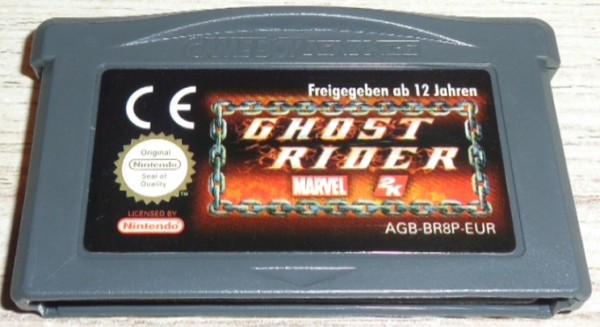 GAME BOY ADVANCE
Freigegeben ab 12 Jahren
CE
GHOST
RIDER
MARVEL 2K
Original
Nintendo
Seal of
Quality
TM
LICENSED BY
Nintendo
AGB-BR8P-EUR